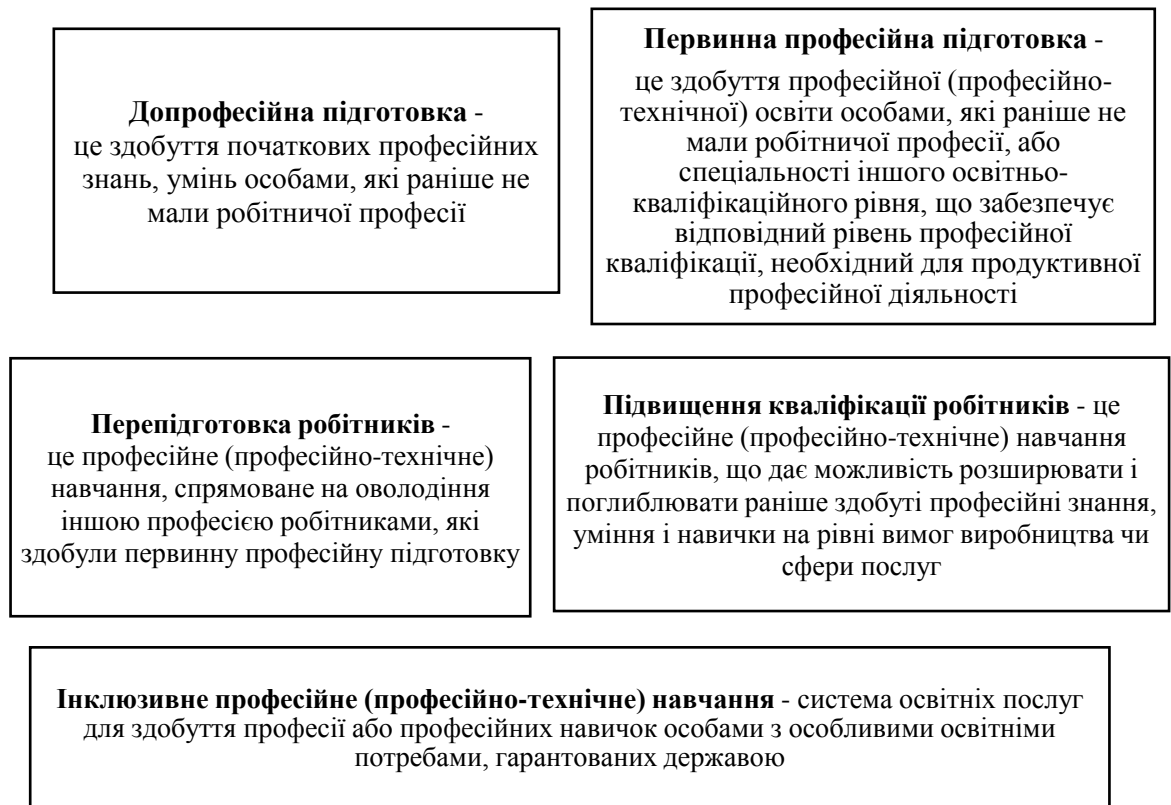 Допрофесійна підготовка -
це здобуття початкових професійних
знань, умінь особами, які раніше не
мали робітничої професії
Первинна професійна підготовка -
це здобуття професійної (професійно-
технічної) освіти особами, які раніше не
мали робітничої професії, або
спеціальності іншого освітньо-
кваліфікаційного рівня, що забезпечує
відповідний рівень професійної
кваліфікації, необхідний для продуктивної
професійної діяльності
Перепідготовка робітників -
це професійне (професійно-технічне)
навчання, спрямоване на оволодіння
іншою професією робітниками, які
здобули первинну професійну підготовку
Підвищення кваліфікації робітників - це
професійне (професійно-технічне) навчання
робітників, що дає можливість розширювати і
поглиблювати раніше здобуті професійні знання,
уміння і навички на рівні вимог виробництва чи
сфери послуг
Інклюзивне професійне (професійно-технічне) навчання - система освітніх послуг
для здобуття професії або професійних навичок особами з особливими освітніми
потребами, гарантованих державою